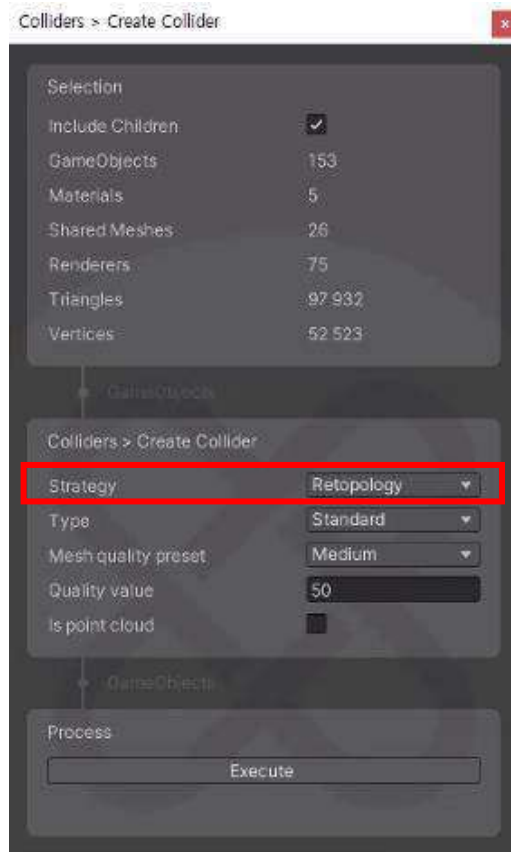 Colliders > Create Collider
Selection
Include Children
GameObjects 153
Materials 5
Shared Meshes 26
Renderers 75
Triangles 97.932
Vertices 52.523
GameObjects
Colliders > Create Collider
Strategy Retopology
Type Standard
Mesh quality preset Medium
Quality value 50
Is point cloud
GameObjects
Process
Execute